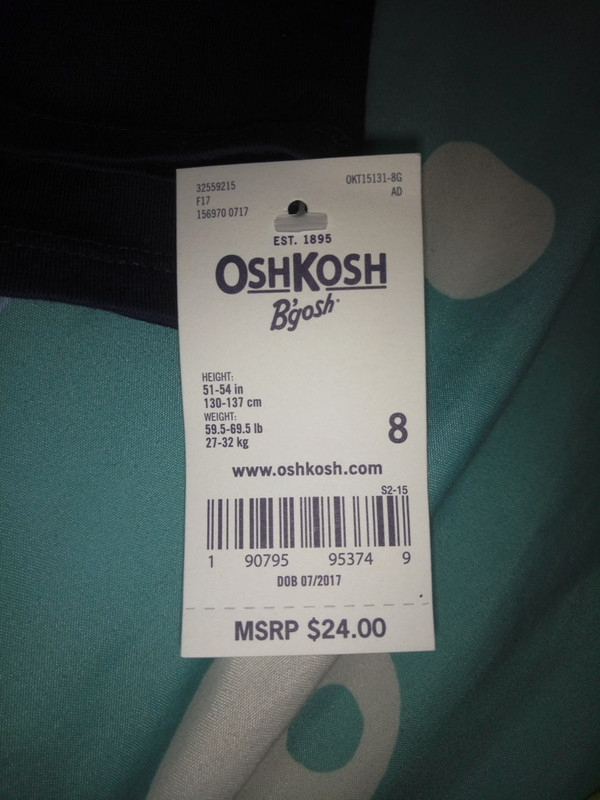 32559215
F17
156970 0717
OKT15131-8G
AD
EST. 1895
OSHKOSH
B'gosh
HEIGHT:
51-54 in
130-137 cm
WEIGHT:
59.5-69.5 lb
27-32 kg
8
www.oshkosh.com
S2-15
1 90795 95374 9
DOB 07/2017
MSRP $24.00